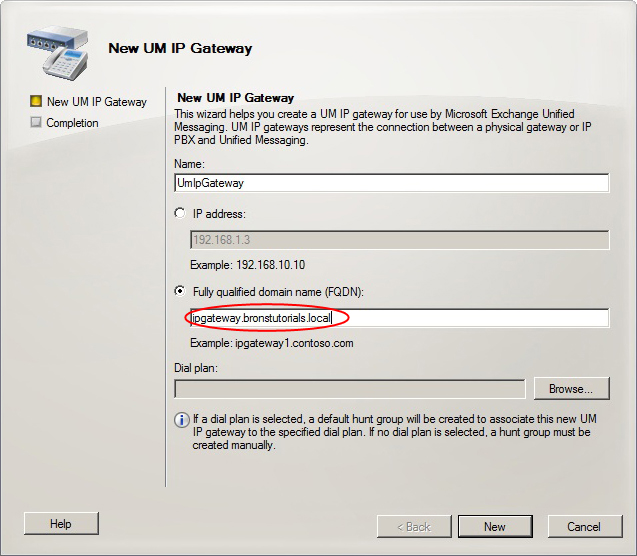 New UM IP Gateway
New UM IP Gateway
Completion
New UM IP Gateway
This wizard helps you create a UM IP gateway for use by Microsoft Exchange Unified
Messaging. UM IP gateways represent the connection between a physical gateway or IP
PBX and Unified Messaging.
Name:
UmIpGateway
IP address:
192.168.1.3
Example: 192.168.10.10
Fully qualified domain name (FQDN):
ipgateway.bronstutorials.local
Example: ipgateway1.contoso.com
Dial plan:
Browse...
If a dial plan is selected, a default hunt group will be created to associate this new UM
IP gateway to the specified dial plan. If no dial plan is selected, a hunt group must be
created manually.
Help
< Back
New
Cancel